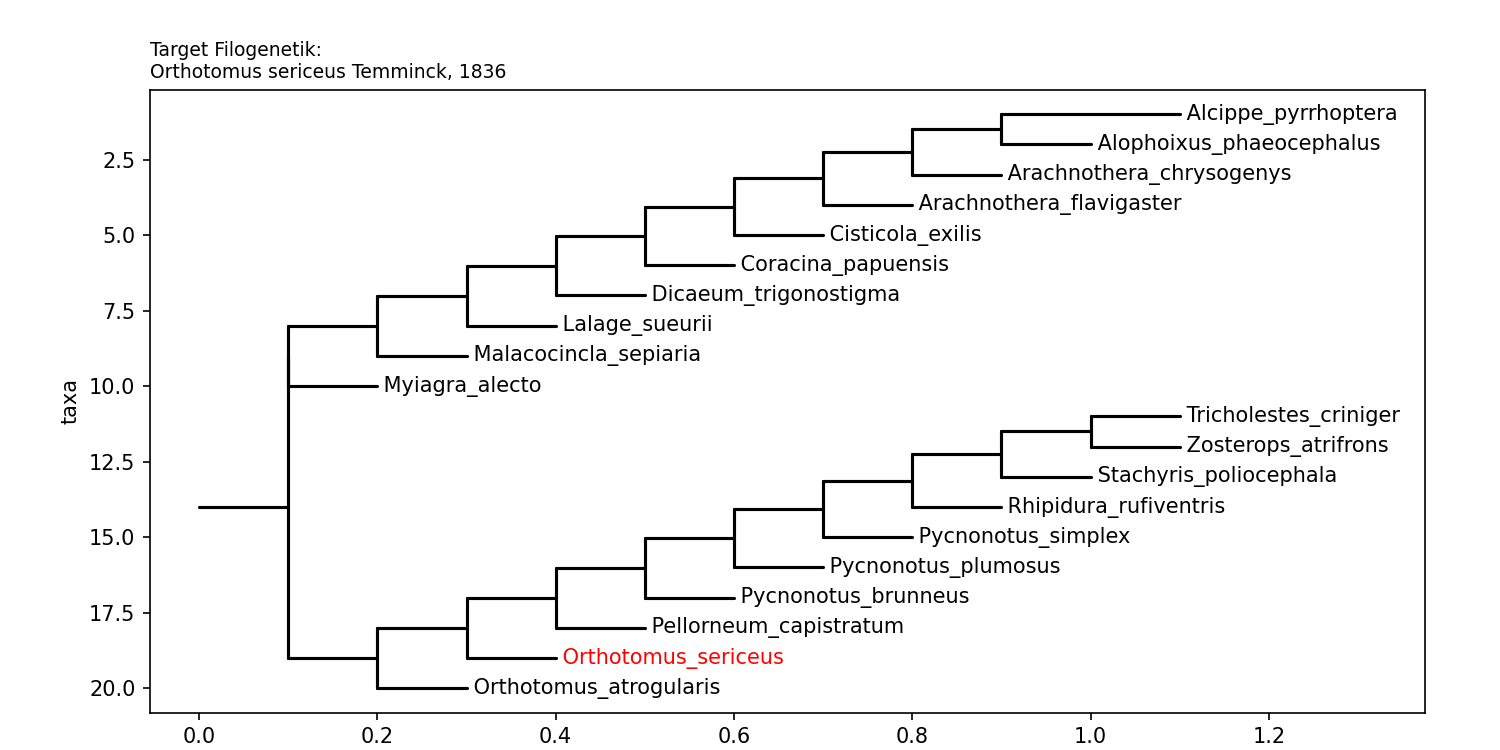 Target Filogenetik:
Orthotomus sericeus Temminck, 1836
Alcippe_pyrrhoptera
Alophoixus_phaeocephalus
2.5
Arachnothera_chrysogenys
Arachnothera_flavigaster
5.0
Cisticola_exilis
Coracina_papuensis
Dicaeum_trigonostigma
7.5
Lalage_sueurii
Malacocincla_sepiaria
10.0
Myiagra_alecto
taxa
Tricholestes_criniger
Zosterops_atrifrons
12.5
Stachyris_poliocephala
Rhipidura_rufiventris
15.0
Pycnonotus_simplex
Pycnonotus_plumosus
Pycnonotus_brunneus
17.5
Pellorneum_capistratum
Orthotomus_sericeus
20.0
Orthotomus_atrogularis
0.0 0.2 0.4 0.6 0.8 1.0 1.2